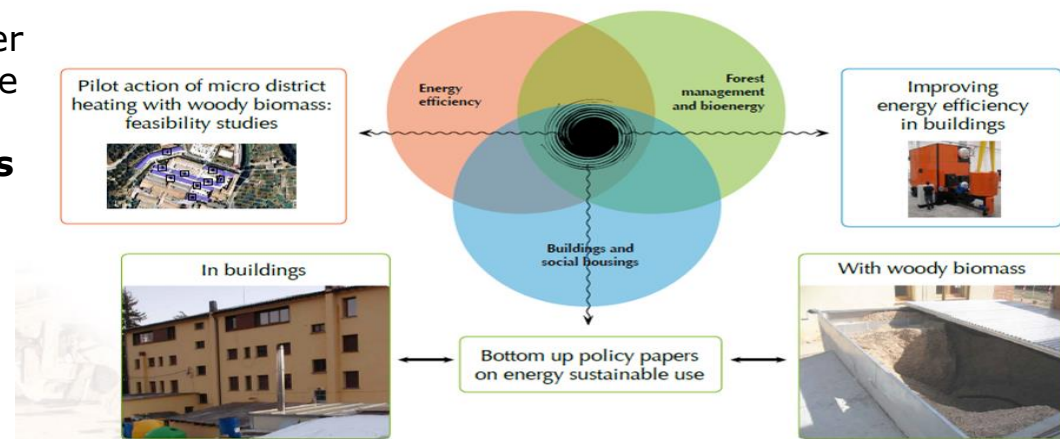 er
e
s
Pilot action of micro district
heating with woody biomass:
feasibility studies
Energy
efficiency
Forest
management
and bioenergy
Improving
energy efficiency
in buildings
Buildings and
social housings
In buildings
With woody biomass
Bottom up policy papers
on energy sustainable use